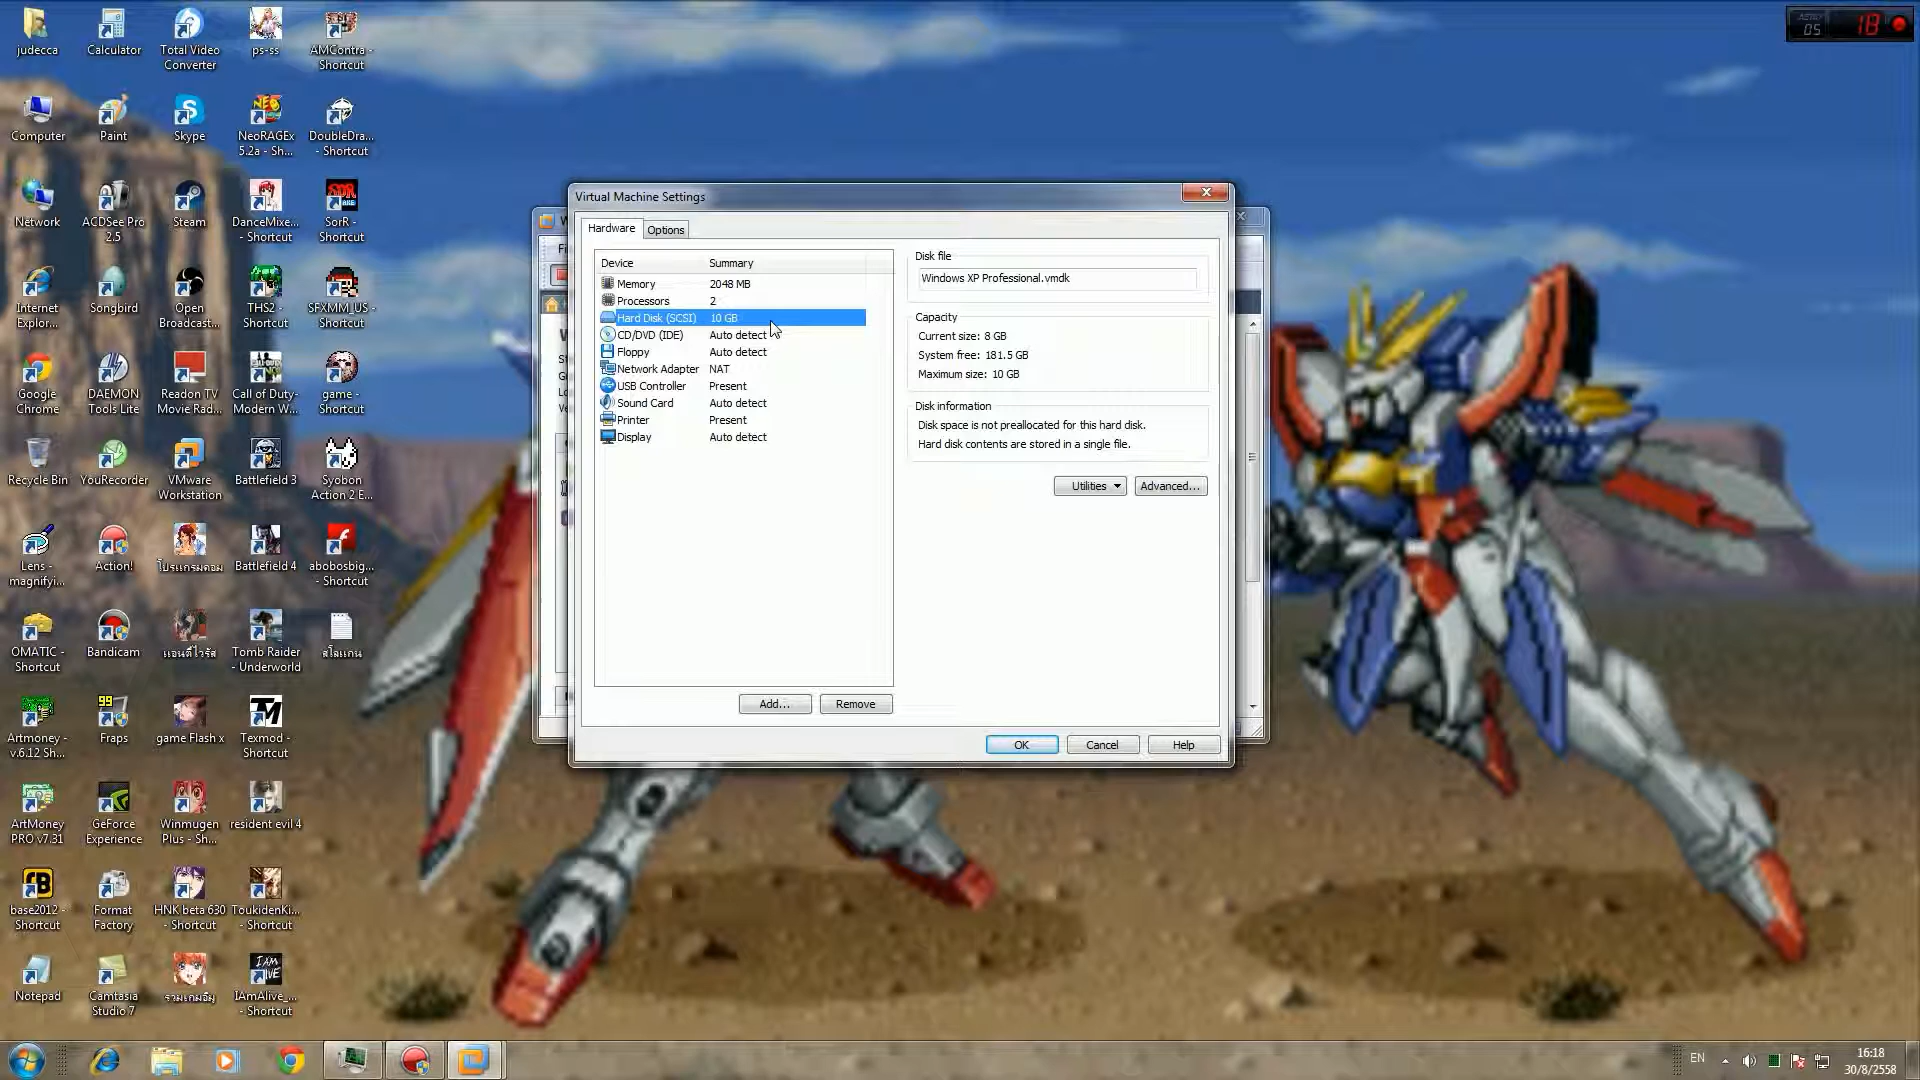 judecca
Calculator
Total Video
Converter
ps-ss
AMContra -
Shortcut
Computer
Paint
Skype
NeoRAGEx
5.2a - Sh...
DoubleDra...
- Shortcut
Network
ACDSee Pro
2.5
Steam
DanceMixe...
- Shortcut
SorR -
Shortcut
Internet
Explor...
Songbird
Open
Broadcast...
THS2 -
Shortcut
SFXMM_US -
Shortcut
Google
Chrome
DAEMON
Tools Lite
Readon TV
Movie Rad...
Call of Duty-
Modern W...
game -
Shortcut
Recycle Bin
YouRecorder
VMware
Workstation
Battlefield 3
Syobon
Action 2 E...
Lens -
magnifyi...
Action!
โปรแกรมดอม
Battlefield 4
abobosbig...
- Shortcut
OMATIC -
Shortcut
Bandicam
แอนตี้ไวรัส
Tomb Raider
- Underworld
สโลแกน
Artmoney -
v.6.12 Sh...
99
Fraps
game Flash x
Texmod -
Shortcut
ArtMoney
PRO v7.31
GeForce
Experience
Winmugen
Plus - Sh...
resident evil 4
base2012 -
Shortcut
Format
Factory
HNK beta 630
- Shortcut
ToukidenKi...
- Shortcut
Notepad
Camtasia
Studio 7
รวมเกมอีมู
IAmAlive_...
- Shortcut
Virtual Machine Settings
Hardware
Options
Device Summary
Memory 2048 MB
Processors 2
Hard Disk (SCSI) 10 GB
CD/DVD (IDE) Auto detect
Floppy Auto detect
Network Adapter NAT
USB Controller Present
Sound Card Auto detect
Printer Present
Display Auto detect
Add...
Remove
Disk file
Windows XP Professional.vmdk
Capacity
Current size: 8 GB
System free: 181.5 GB
Maximum size: 10 GB
Disk information
Disk space is not preallocated for this hard disk.
Hard disk contents are stored in a single file.
Utilities
Advanced...
OK
Cancel
Help
05
18
EN
16:18
30/8/2558